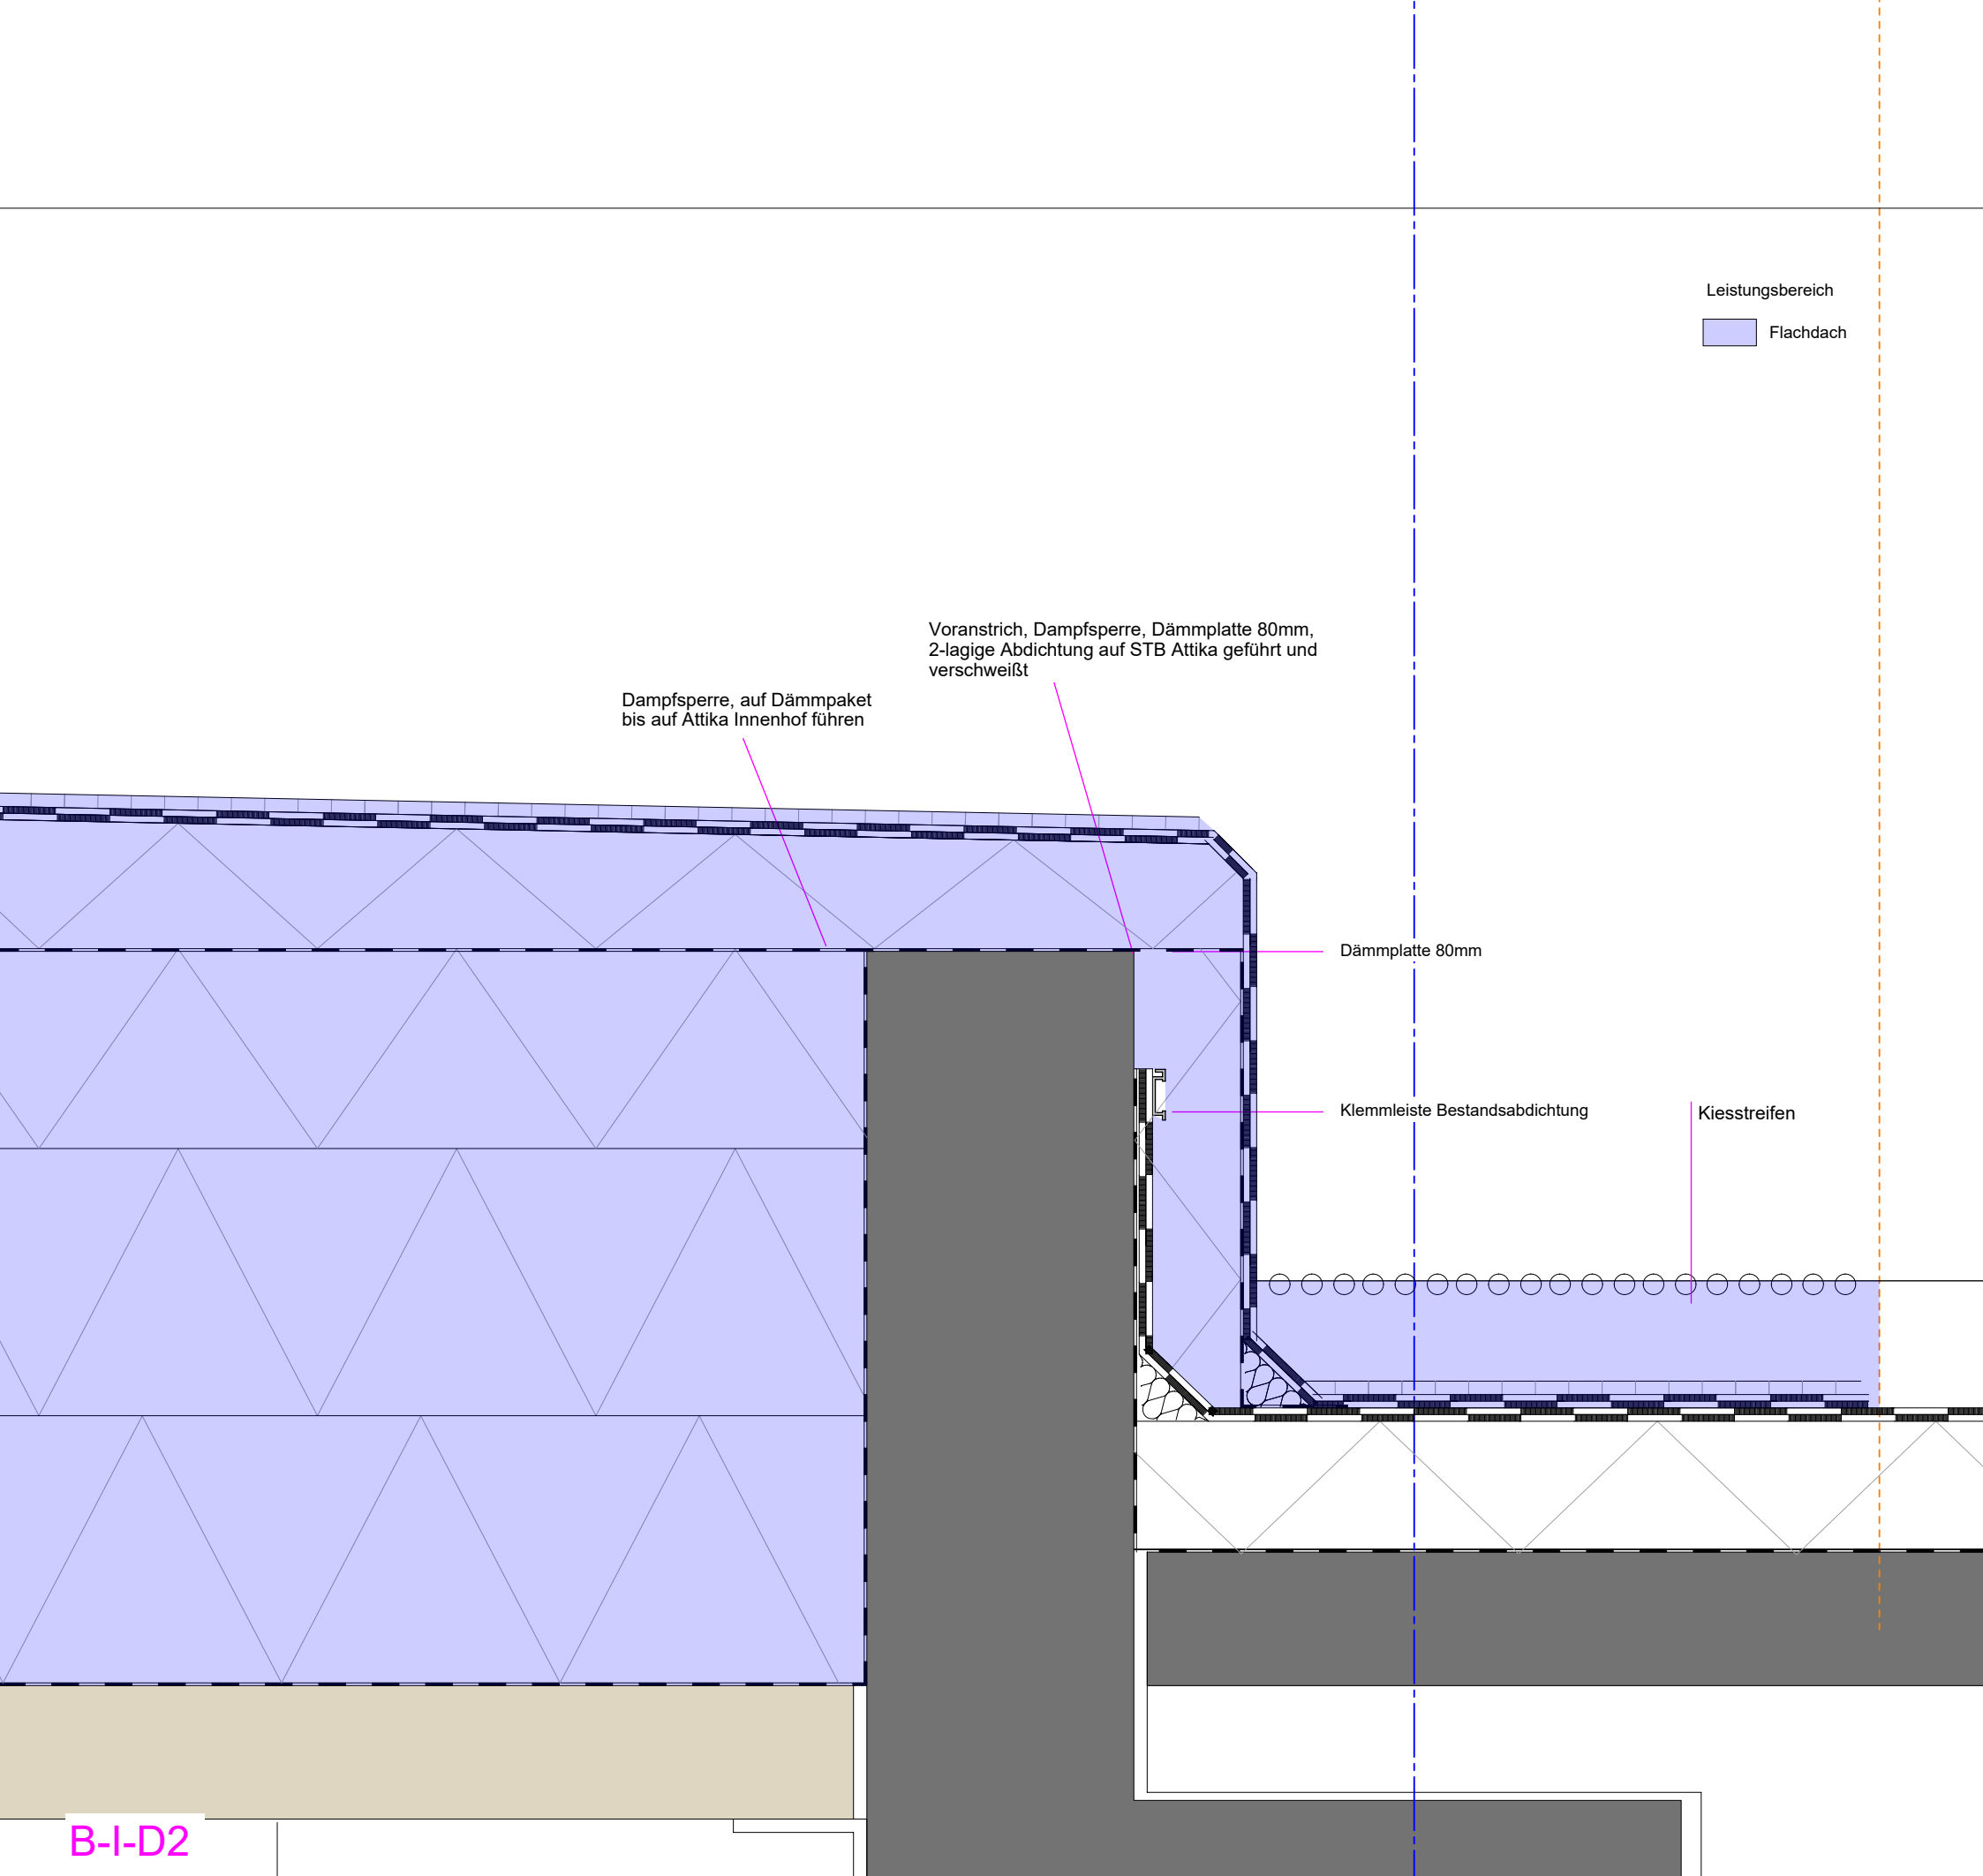 Leistungsbereich
Flachdach
Voranstrich, Dampfsperre, Dämmplatte 80mm,
2-lagige Abdichtung auf STB Attika geführt und
verschweißt
Dampfsperre, auf Dämmpaket
bis auf Attika Innenhof führen
Dämmplatte 80mm
Klemmleiste Bestandsabdichtung
Kiesstreifen
B-I-D2